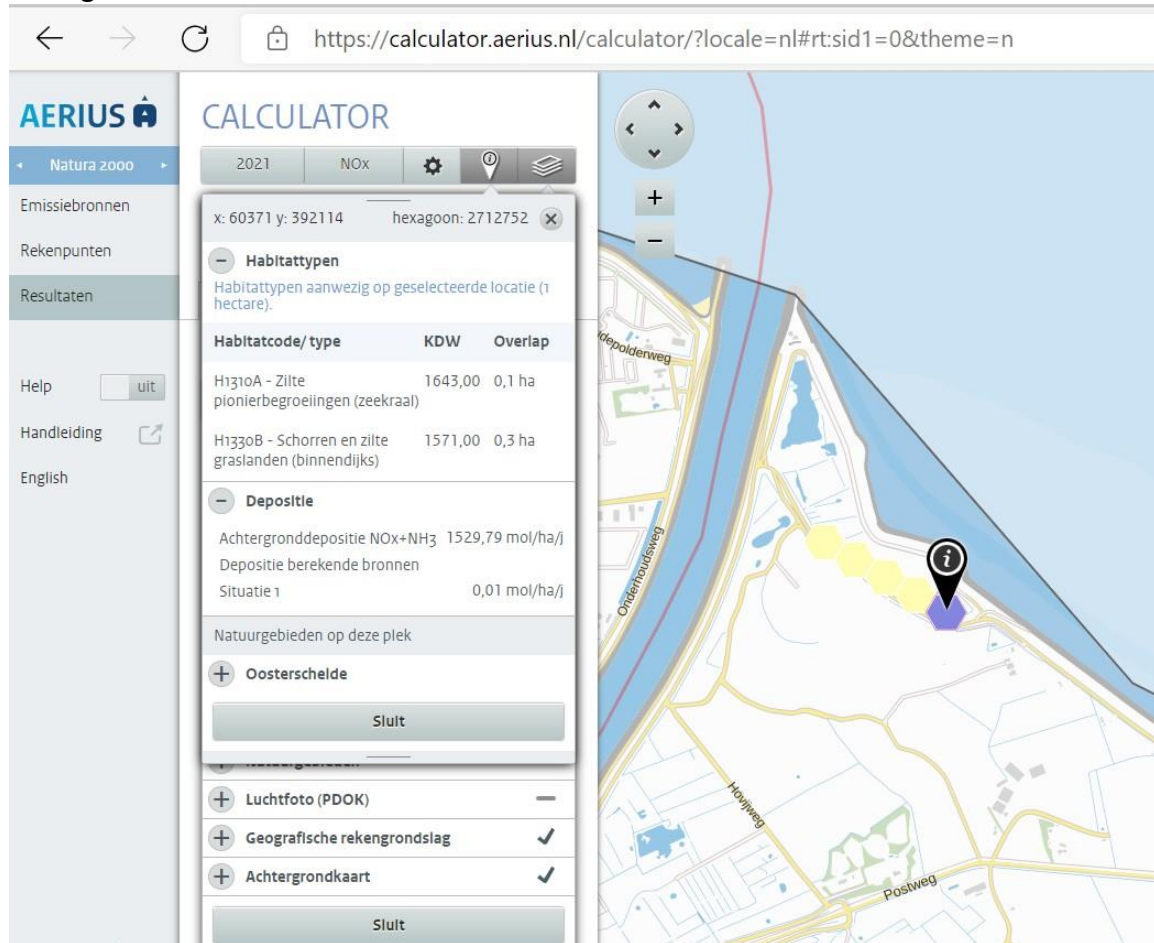 https://calculator.aerius.nl/calculator/?locale=nl#rt:sid1=0&theme=n
AERIUS
Natura 2000
Emissiebronnen
Rekenpunten
Resultaten
Help
uit
Handleiding
English
CALCULATOR
2021
NOx
x: 60371 y: 392114
hexagoon: 2712752
Habitattypen
Habitattypen aanwezig op geselecteerde locatie (1
hectare).
Habitatcode/ type KDW Overlap
H1310A - Zilte 1643,00 0,1 ha
pionierbegroeiingen (zeekraal)
H1330B - Schorren en zilte 1571,00 0,3 ha
graslanden (binnendijks)
Depositie
Achtergronddepositie NOx+NH3 1529,79 mol/ha/j
Depositie berekende bronnen
Situatie 1 0,01 mol/ha/j
Natuurgebieden op deze plek
Oosterschelde
Sluit
Natuurgebieden
Luchtfoto (PDOK)
Geografische rekengrondslag
Achtergrondkaart
Sluit
Onderhoudsweg
Hovijweg
Postweg